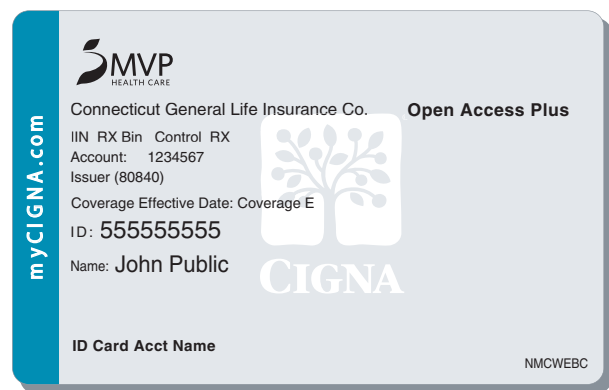 myCIGNA.com
MVP
HEALTH CARE
Connecticut General Life Insurance Co. Open Access Plus
IIN RX Bin Control RX
Account: 1234567
Issuer (80840)
Coverage Effective Date: Coverage E
ID: 555555555
Name: John Public
CIGNA
ID Card Acct Name
NMCWEBC